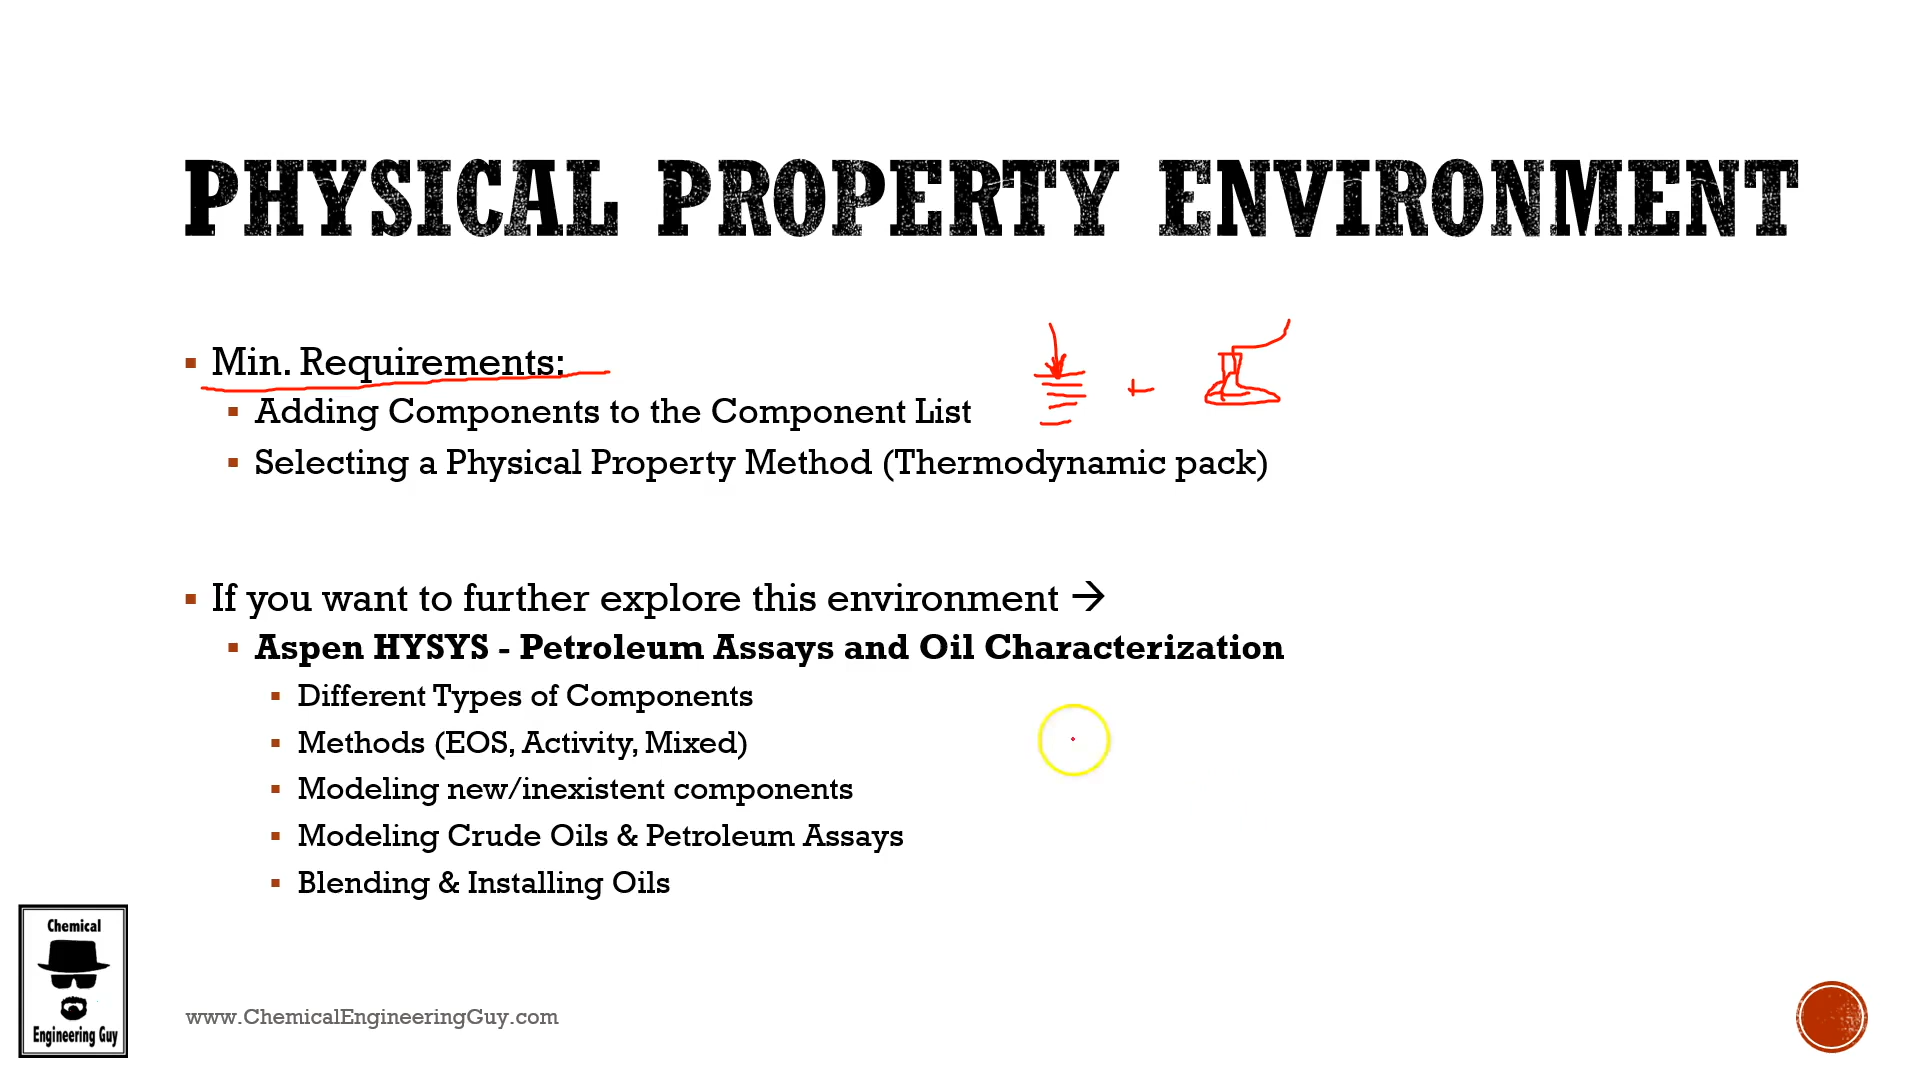 PHYSICAL PROPERTY ENVIRONMENT
Min. Requirements:
Adding Components to the Component List
Selecting a Physical Property Method (Thermodynamic pack)
If you want to further explore this environment →
Aspen HYSYS - Petroleum Assays and Oil Characterization
Different Types of Components
Methods (EOS, Activity, Mixed)
Modeling new/inexistent components
Modeling Crude Oils & Petroleum Assays
Blending & Installing Oils
Chemical
Engineering Guy
www.ChemicalEngineeringGuy.com